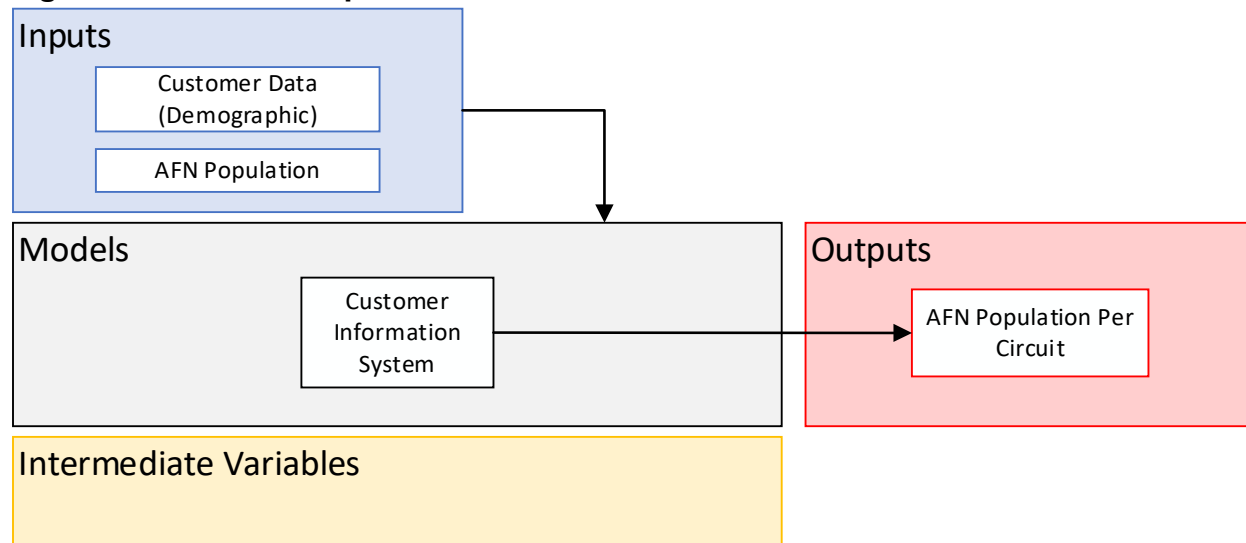 Inputs
Customer Data
(Demographic)
AFN Population
Models
Customer
Information
System
Outputs
AFN Population Per
Circuit
Intermediate Variables